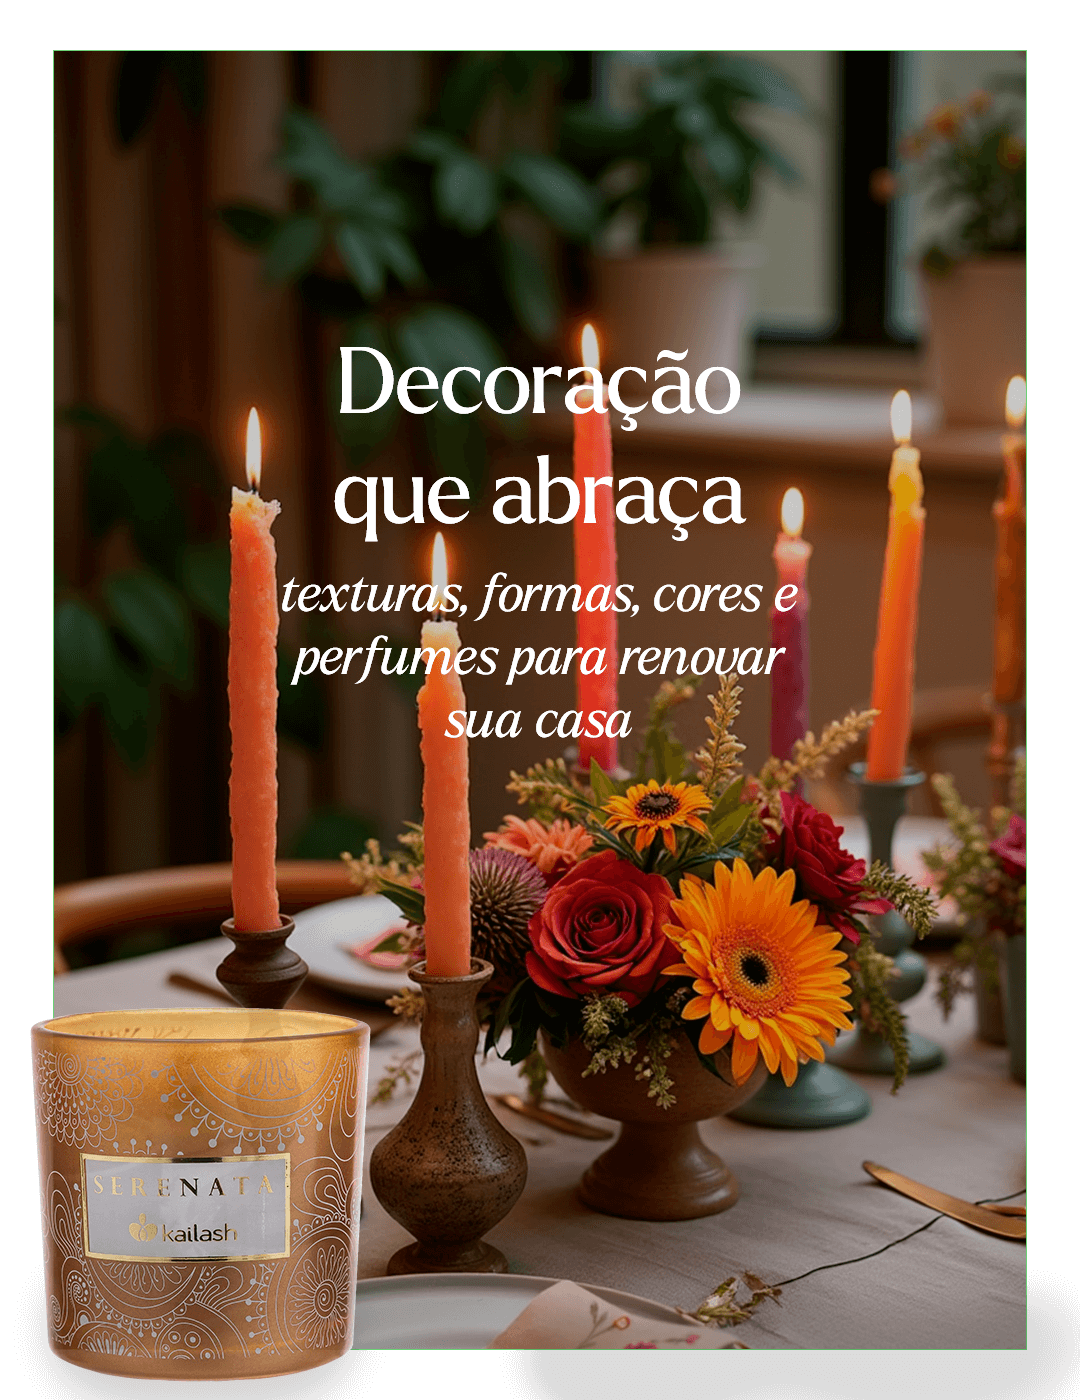 Decoração
que abraça
texturas, formas, cores e
perfumes para renovar
sua casa
SERENATA
kailash